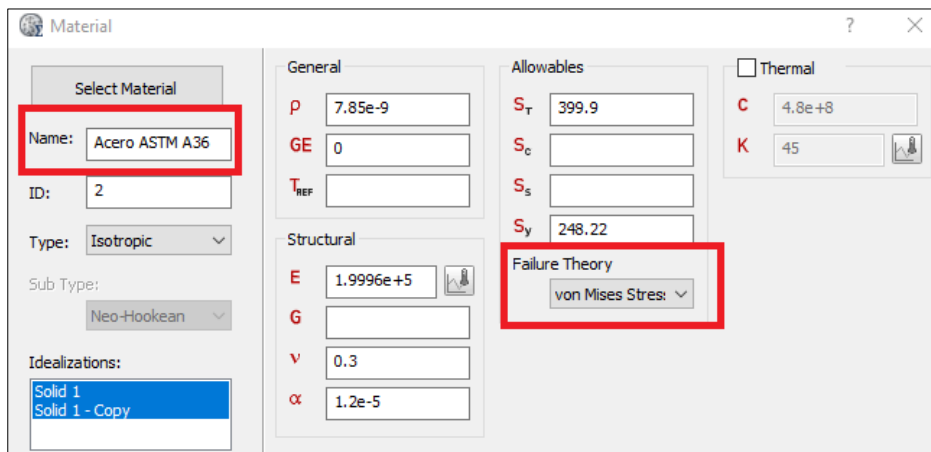 Material
?
Select Material
Name: Acero ASTM A36
ID: 2
Type: Isotropic
Sub Type:
Neo-Hookean
Idealizations:
Solid 1
Solid 1 - Copy
General
ρ 7.85e-9
GE 0
TREF
Structural
E 1.9996e+5
G
ν 0.3
α 1.2e-5
Allowables
ST 399.9
Sc
Ss
Sy 248.22
Failure Theory
von Mises Stres
Thermal
C 4.8e+8
K 45